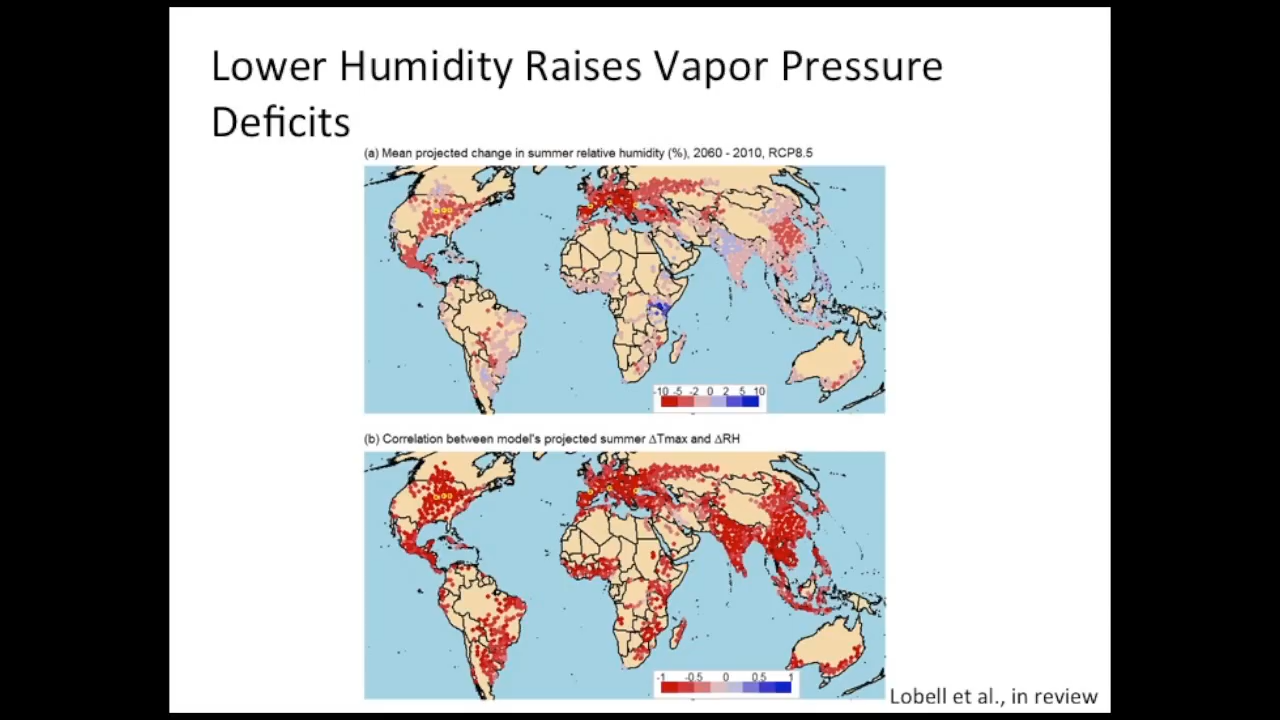 Lower Humidity Raises Vapor Pressure
Deficits
(a) Mean projected change in summer relative humidity (%), 2060 - 2010, RCP8.5
-10 -5 -2 0 2 5 10
(b) Correlation between model's projected summer ΔTmax and ΔRH
-1 -0.5 0 0.5 1
Lobell et al., in review